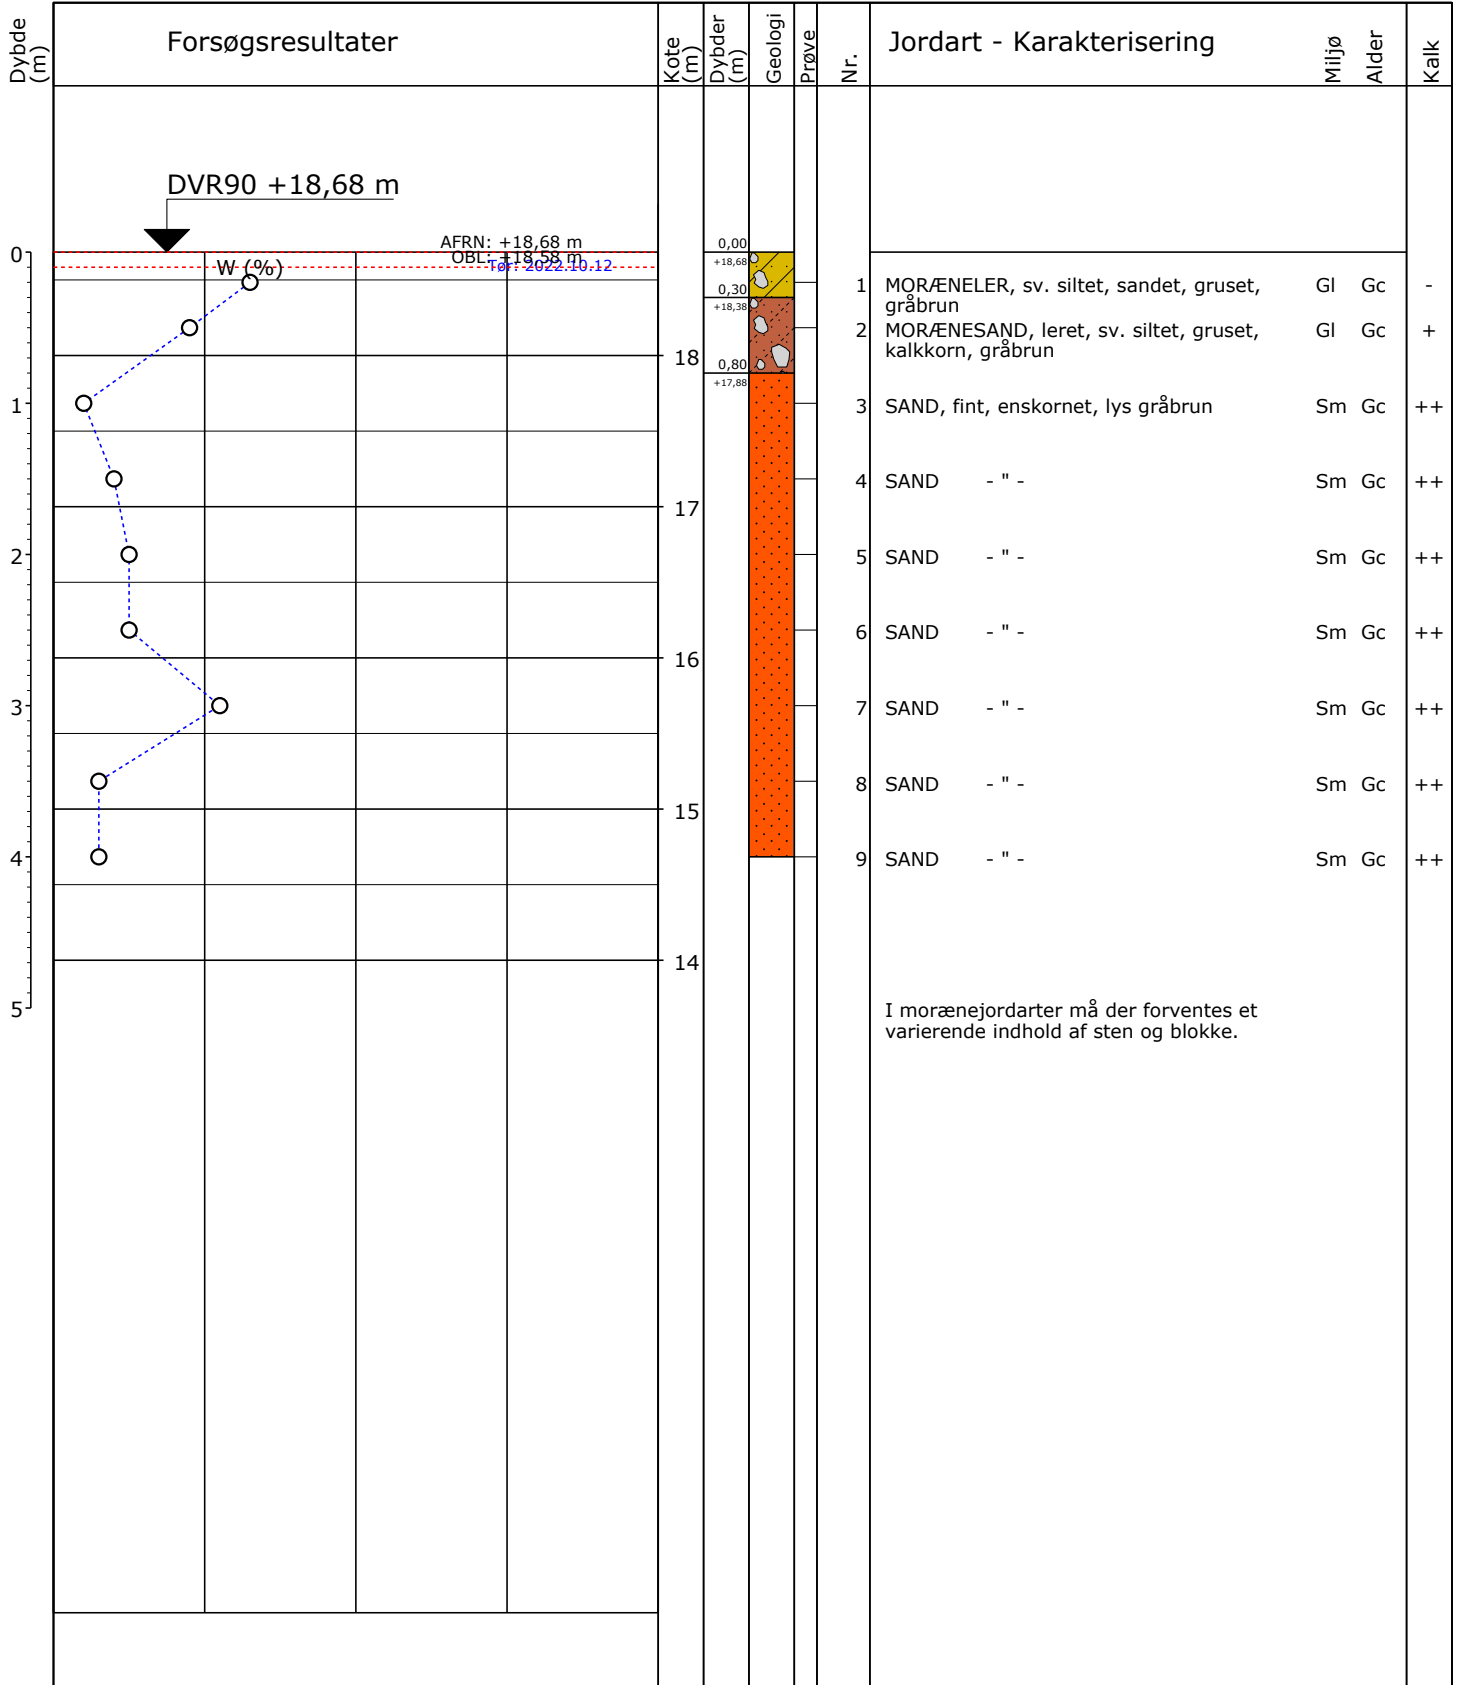 Dybde
(m)
Forsøgsresultater
Kote
(m)
Dybder
(m)
Geologi
Prøve
Nr.
Jordart - Karakterisering
Miljø
Alder
Kalk
DVR90 +18,68 m
AFRN: +18,68 m
OBL: +18,58 m
Tør: 2022.10.12
W (%)
0
1
2
3
4
5
18
17
16
15
14
0,00
+18,68
0,30
+18,38
0,80
+17,88
1 MORÆNELER, sv. siltet, sandet, gruset, Gl Gc -
gråbrun
2 MORÆNESAND, leret, sv. siltet, gruset, Gl Gc +
kalkkorn, gråbrun
3 SAND, fint, enskornet, lys gråbrun Sm Gc ++
4 SAND - " - Sm Gc ++
5 SAND - " - Sm Gc ++
6 SAND - " - Sm Gc ++
7 SAND - " - Sm Gc ++
8 SAND - " - Sm Gc ++
9 SAND - " - Sm Gc ++
I morænejordarter må der forventes et
varierende indhold af sten og blokke.